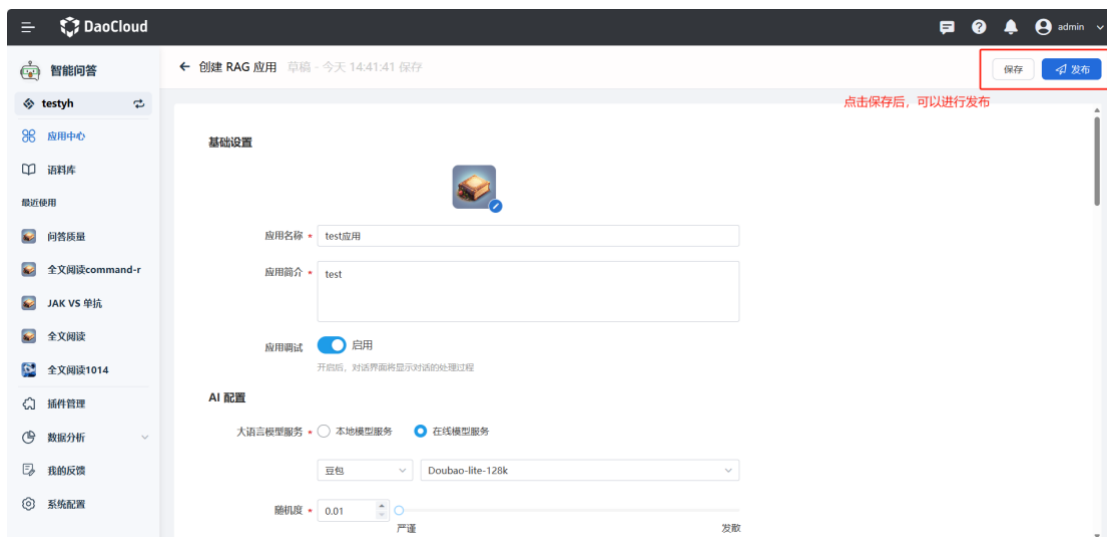 DaoCloud
admin
智能问答
创建 RAG 应用 草稿 - 今天 14:41:41 保存
保存
发布
点击保存后，可以进行发布
testyh
应用中心
语料库
最近使用
问答质量
全文阅读command-r
JAK VS 单抗
全文阅读
全文阅读1014
插件管理
数据分析
我的反馈
系统配置
基础设置
应用名称 * test应用
应用简介 * test
应用调试 启用
开启后，对话界面将显示对话的处理过程
AI 配置
大语言模型服务 * 本地模型服务 在线模型服务
豆包 Doubao-lite-128k
随机度 * 0.01
严谨 发散